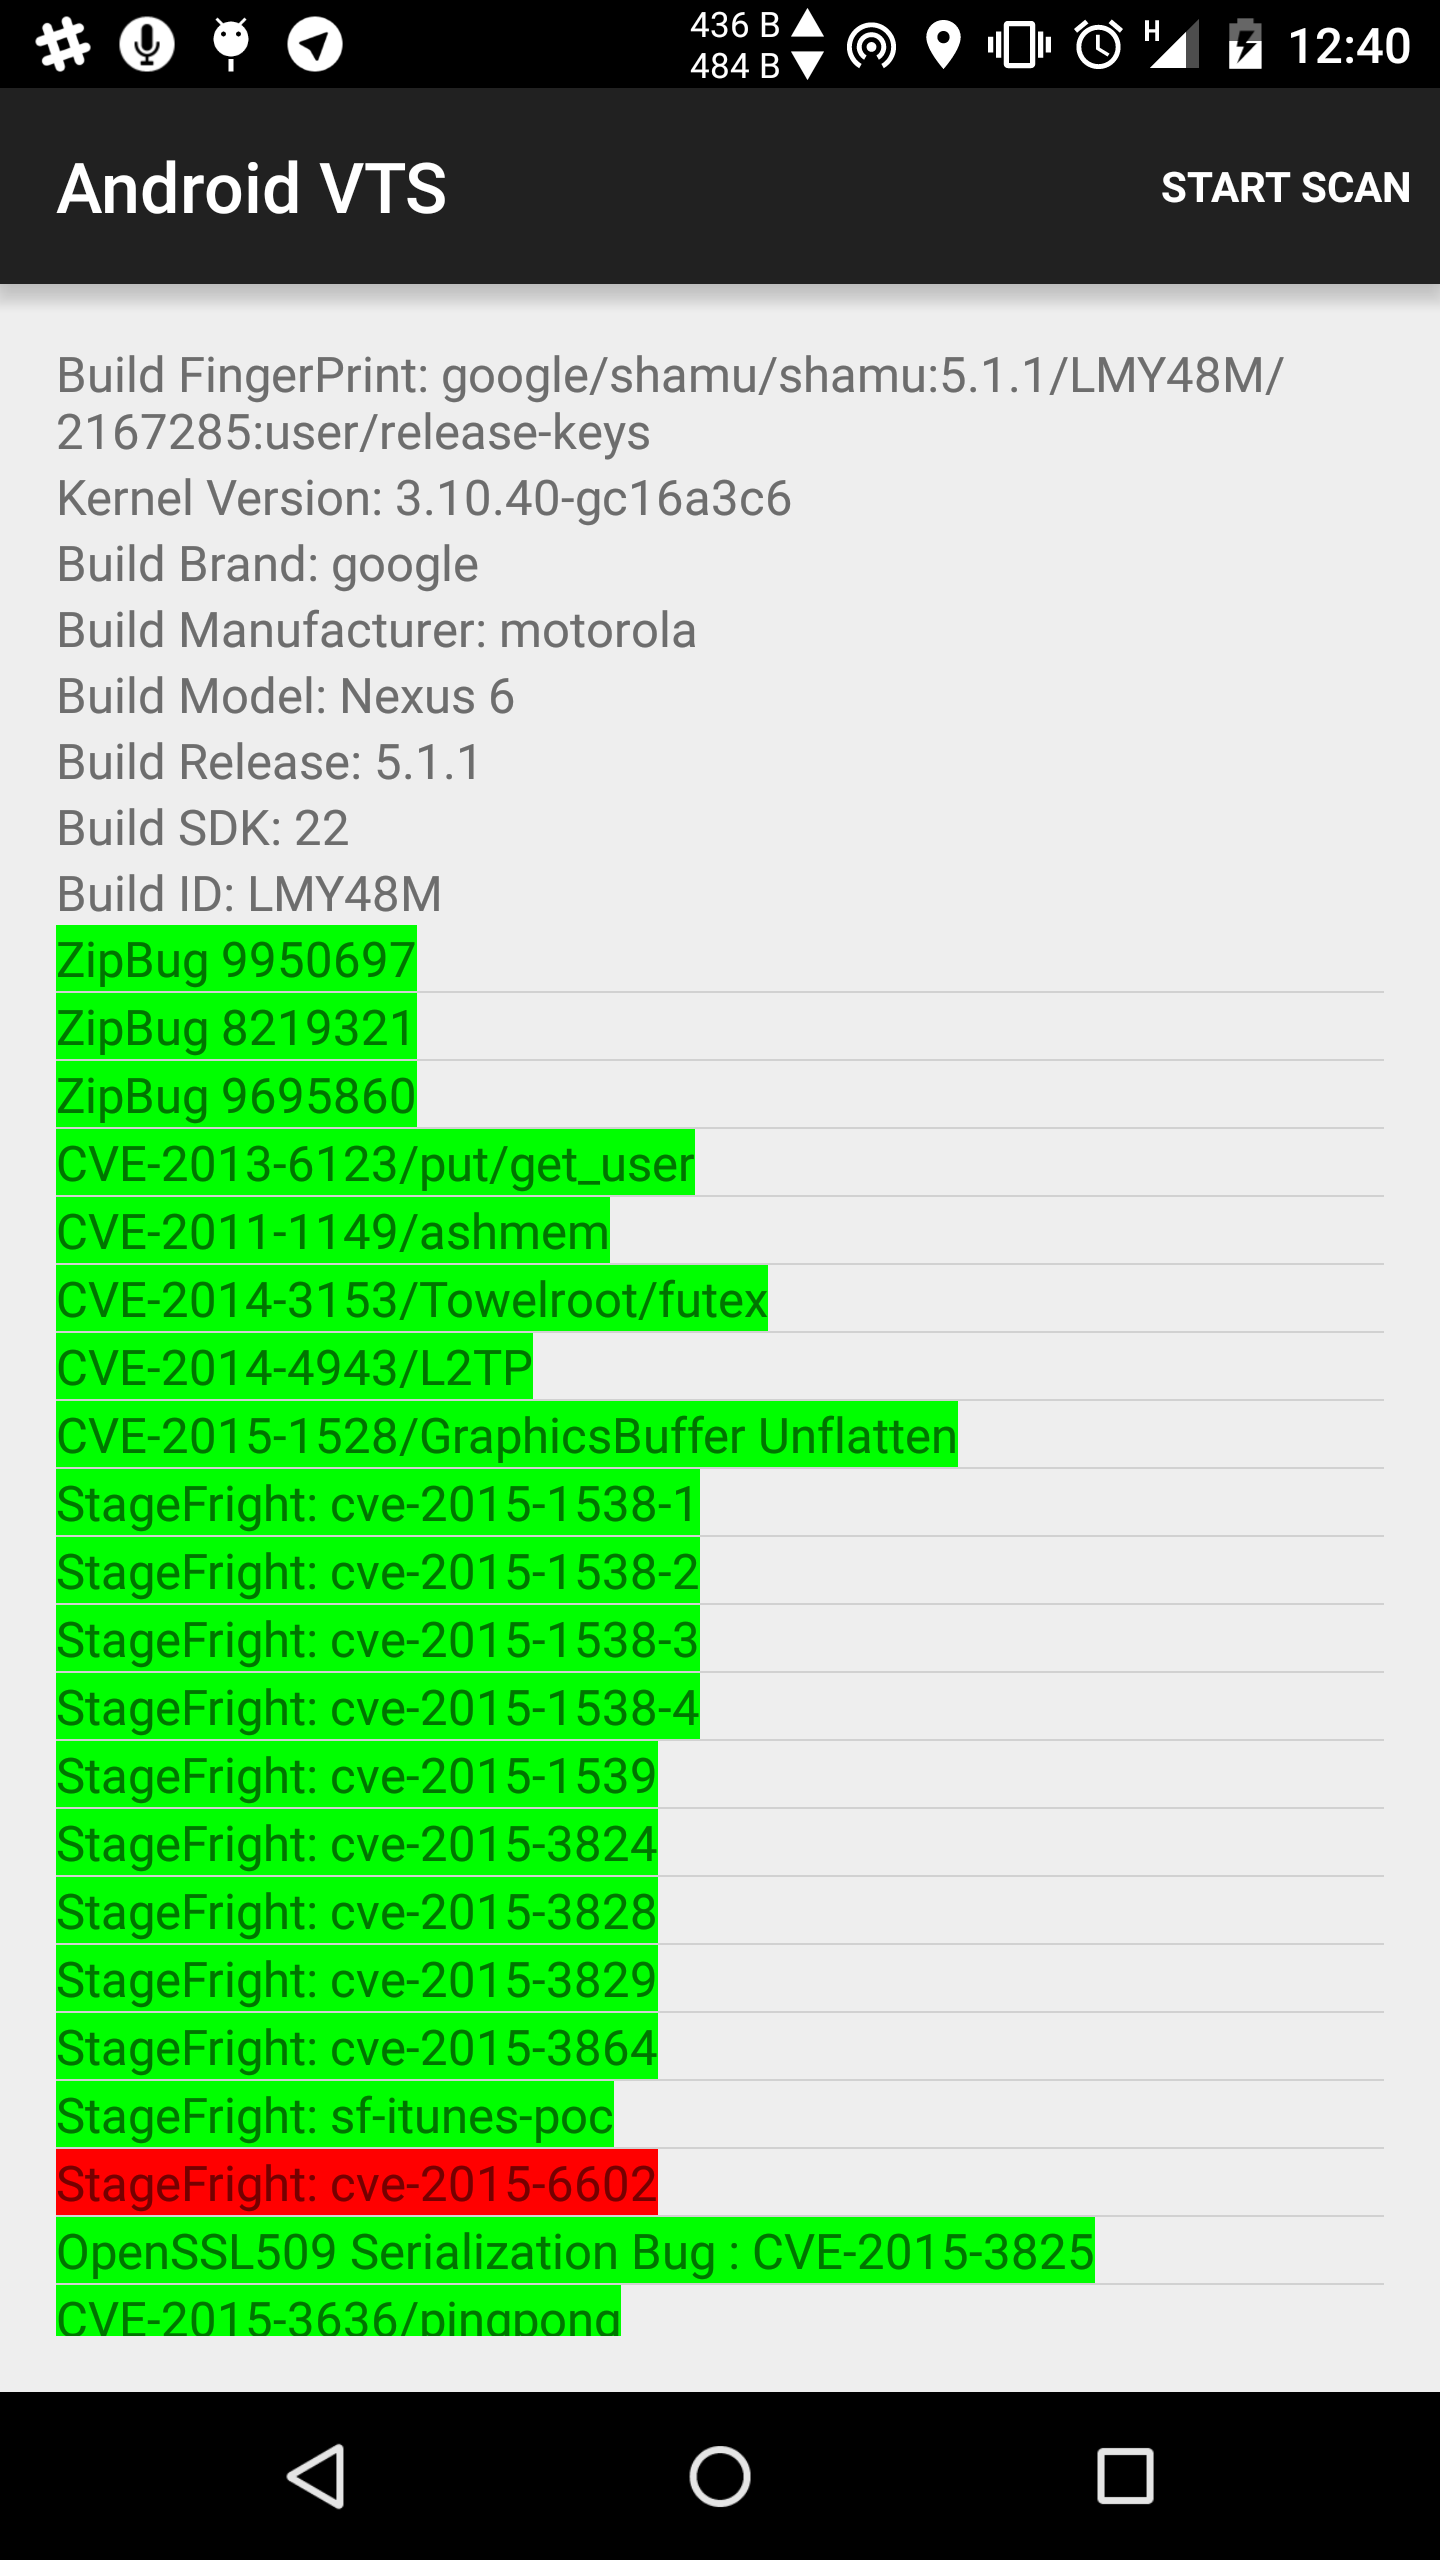 436 B
484 B
H
12:40
Android VTS
START SCAN
Build FingerPrint: google/shamu/shamu:5.1.1/LMY48M/
2167285:user/release-keys
Kernel Version: 3.10.40-gc16a3c6
Build Brand: google
Build Manufacturer: motorola
Build Model: Nexus 6
Build Release: 5.1.1
Build SDK: 22
Build ID: LMY48M
ZipBug 9950697
ZipBug 8219321
ZipBug 9695860
CVE-2013-6123/put/get_user
CVE-2011-1149/ashmem
CVE-2014-3153/Towelroot/futex
CVE-2014-4943/L2TP
CVE-2015-1528/GraphicsBuffer Unflatten
StageFright: cve-2015-1538-1
StageFright: cve-2015-1538-2
StageFright: cve-2015-1538-3
StageFright: cve-2015-1538-4
StageFright: cve-2015-1539
StageFright: cve-2015-3824
StageFright: cve-2015-3828
StageFright: cve-2015-3829
StageFright: cve-2015-3864
StageFright: sf-itunes-poc
StageFright: cve-2015-6602
OpenSSL509 Serialization Bug : CVE-2015-3825
CVE-2015-3636/pingpong